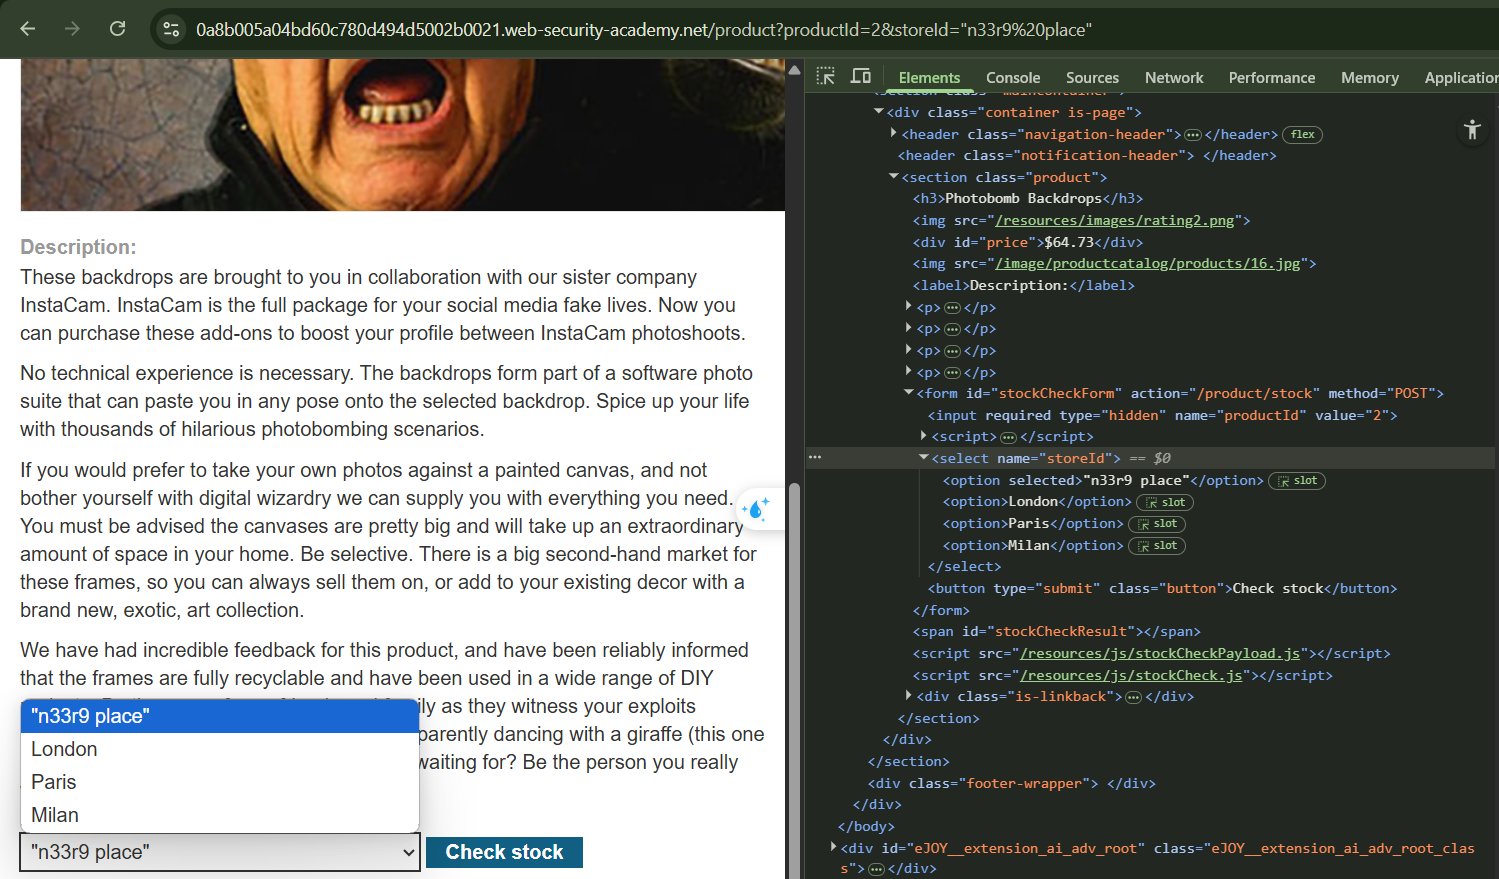 0a8b005a04bd60c780d494d5002b0021.web-security-academy.net/product?productId=2&storeId="n33r9%20place"
Description:
These backdrops are brought to you in collaboration with our sister company
InstaCam. InstaCam is the full package for your social media fake lives. Now you
can purchase these add-ons to boost your profile between InstaCam photoshoots.
No technical experience is necessary. The backdrops form part of a software photo
suite that can paste you in any pose onto the selected backdrop. Spice up your life
with thousands of hilarious photobombing scenarios.
If you would prefer to take your own photos against a painted canvas, and not
bother yourself with digital wizardry we can supply you with everything you need.
You must be advised the canvases are pretty big and will take up an extraordinary
amount of space in your home. Be selective. There is a big second-hand market for
these frames, so you can always sell them on, or add to your existing decor with a
brand new, exotic, art collection.
We have had incredible feedback for this product, and have been reliably informed
that the frames are fully recyclable and have been used in a wide range of DIY
ily as they witness your exploits
parently dancing with a giraffe (this one
waiting for? Be the person you really
"n33r9 place"
London
Paris
Milan
"n33r9 place"
Check stock
Elements Console Sources Network Performance Memory Application
<div class="container is-page">
<header class="navigation-header">…</header> flex
<header class="notification-header"> </header>
<section class="product">
<h3>Photobomb Backdrops</h3>
<img src="/resources/images/rating2.png">
<div id="price">$64.73</div>
<img src="/image/productcatalog/products/16.jpg">
<label>Description:</label>
<p>…</p>
<p>…</p>
<p>…</p>
<p>…</p>
<form id="stockCheckForm" action="/product/stock" method="POST">
<input required type="hidden" name="productId" value="2">
<script>…</script>
… <select name="storeId"> == $0
<option selected>"n33r9 place"</option> slot
<option>London</option> slot
<option>Paris</option> slot
<option>Milan</option> slot
</select>
<button type="submit" class="button">Check stock</button>
</form>
<span id="stockCheckResult"></span>
<script src="/resources/js/stockCheckPayload.js"></script>
<script src="/resources/js/stockCheck.js"></script>
<div class="is-linkback">…</div>
</section>
</div>
</section>
<div class="footer-wrapper"> </div>
</div>
</body>
<div id="eJOY__extension_ai_adv_root" class="eJOY__extension_ai_adv_root_clas
s">…</div>